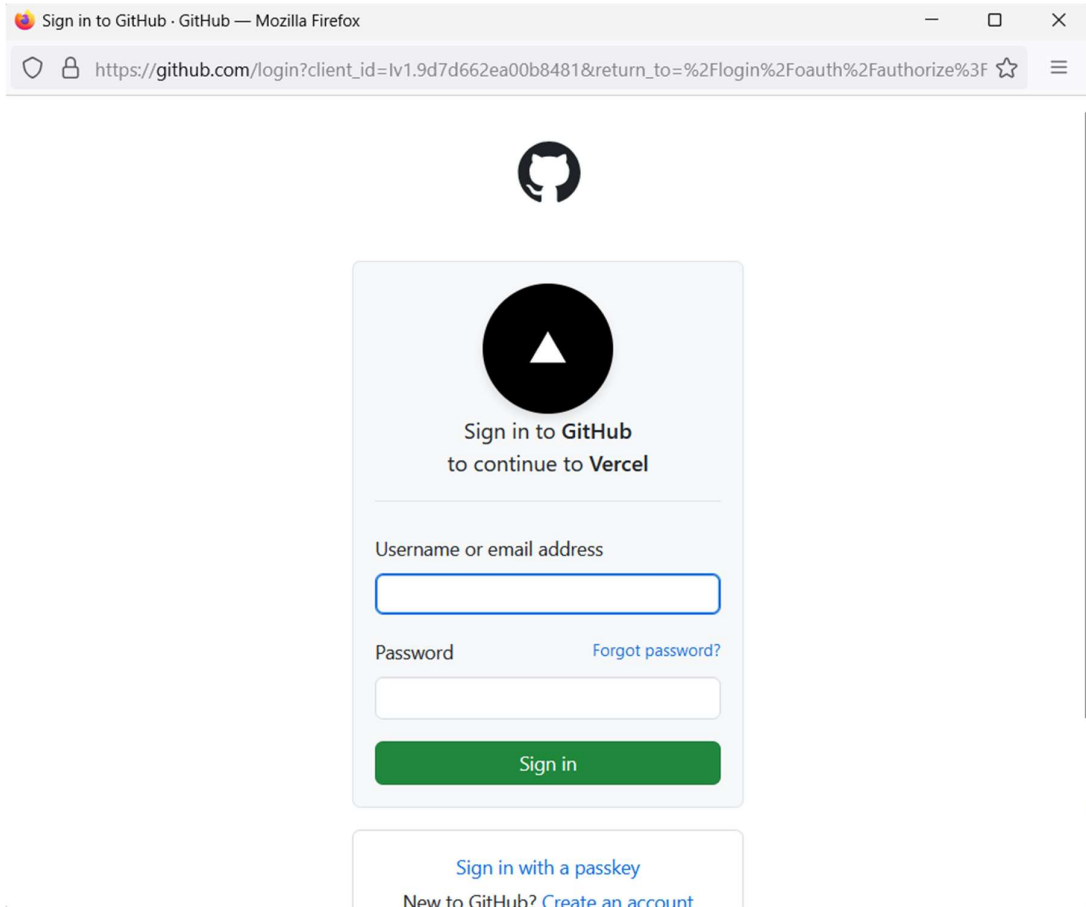 Sign in to GitHub · GitHub — Mozilla Firefox
https://github.com/login?client_id=Iv1.9d7d662ea00b8481&return_to=%2Flogin%2Foauth%2Fauthorize%3F
Sign in to GitHub
to continue to Vercel
Username or email address
Password Forgot password?
Sign in
Sign in with a passkey
New to GitHub? Create an account